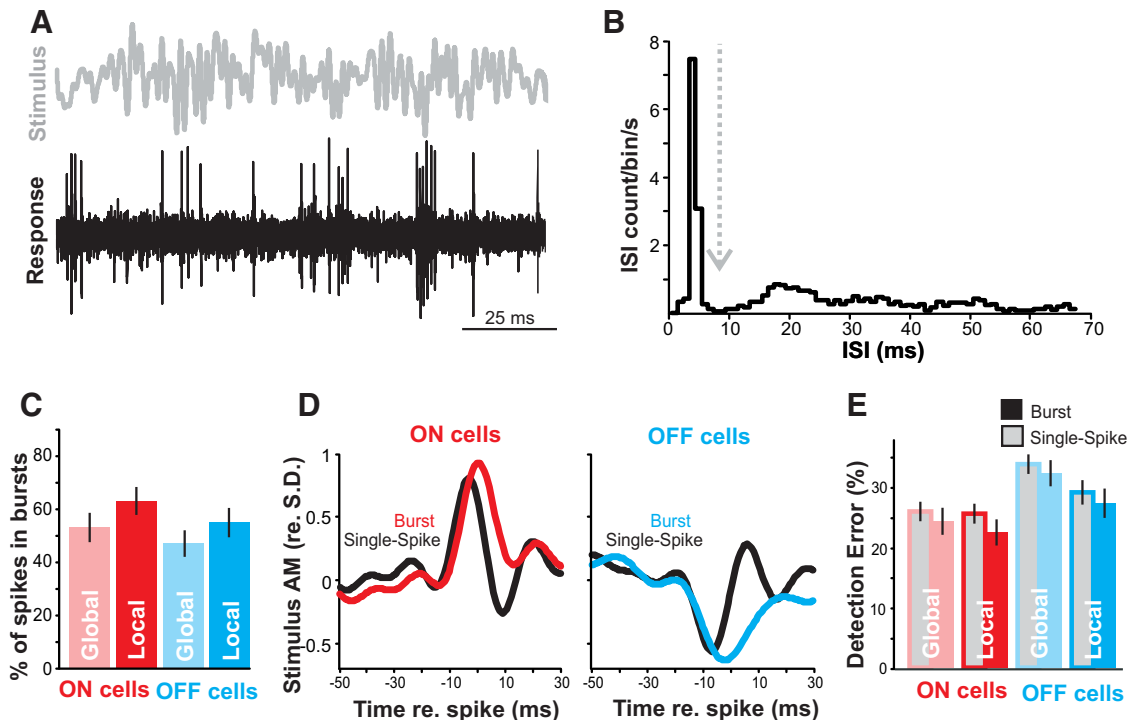 A
Stimulus
Response
25 ms
B
ISI count/bin/s
8
6
4
2
0
10
20
30
40
50
60
70
ISI (ms)
C
% of spikes in bursts
80
60
40
20
0
Global
Local
Global
Local
ON cells
OFF cells
D
ON cells
OFF cells
Stimulus AM (re. S.D.)
1
0.5
0
-0.5
Burst
Single-Spike
Burst
Single-Spike
-50
-30
-10
10
30
-50
-30
-10
10
30
Time re. spike (ms)
Time re. spike (ms)
E
Burst
Single-Spike
Detection Error (%)
30
20
10
0
Global
Local
Global
Local
ON cells
OFF cells